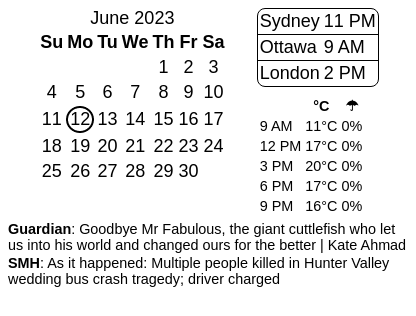 June 2023
Su Mo Tu We Th Fr Sa
1 2 3
4 5 6 7 8 9 10
11 12 13 14 15 16 17
18 19 20 21 22 23 24
25 26 27 28 29 30
Sydney 11 PM
Ottawa 9 AM
London 2 PM
°C ☂
9 AM 11°C 0%
12 PM 17°C 0%
3 PM 20°C 0%
6 PM 17°C 0%
9 PM 16°C 0%
Guardian: Goodbye Mr Fabulous, the giant cuttlefish who let
us into his world and changed ours for the better | Kate Ahmad
SMH: As it happened: Multiple people killed in Hunter Valley
wedding bus crash tragedy; driver charged